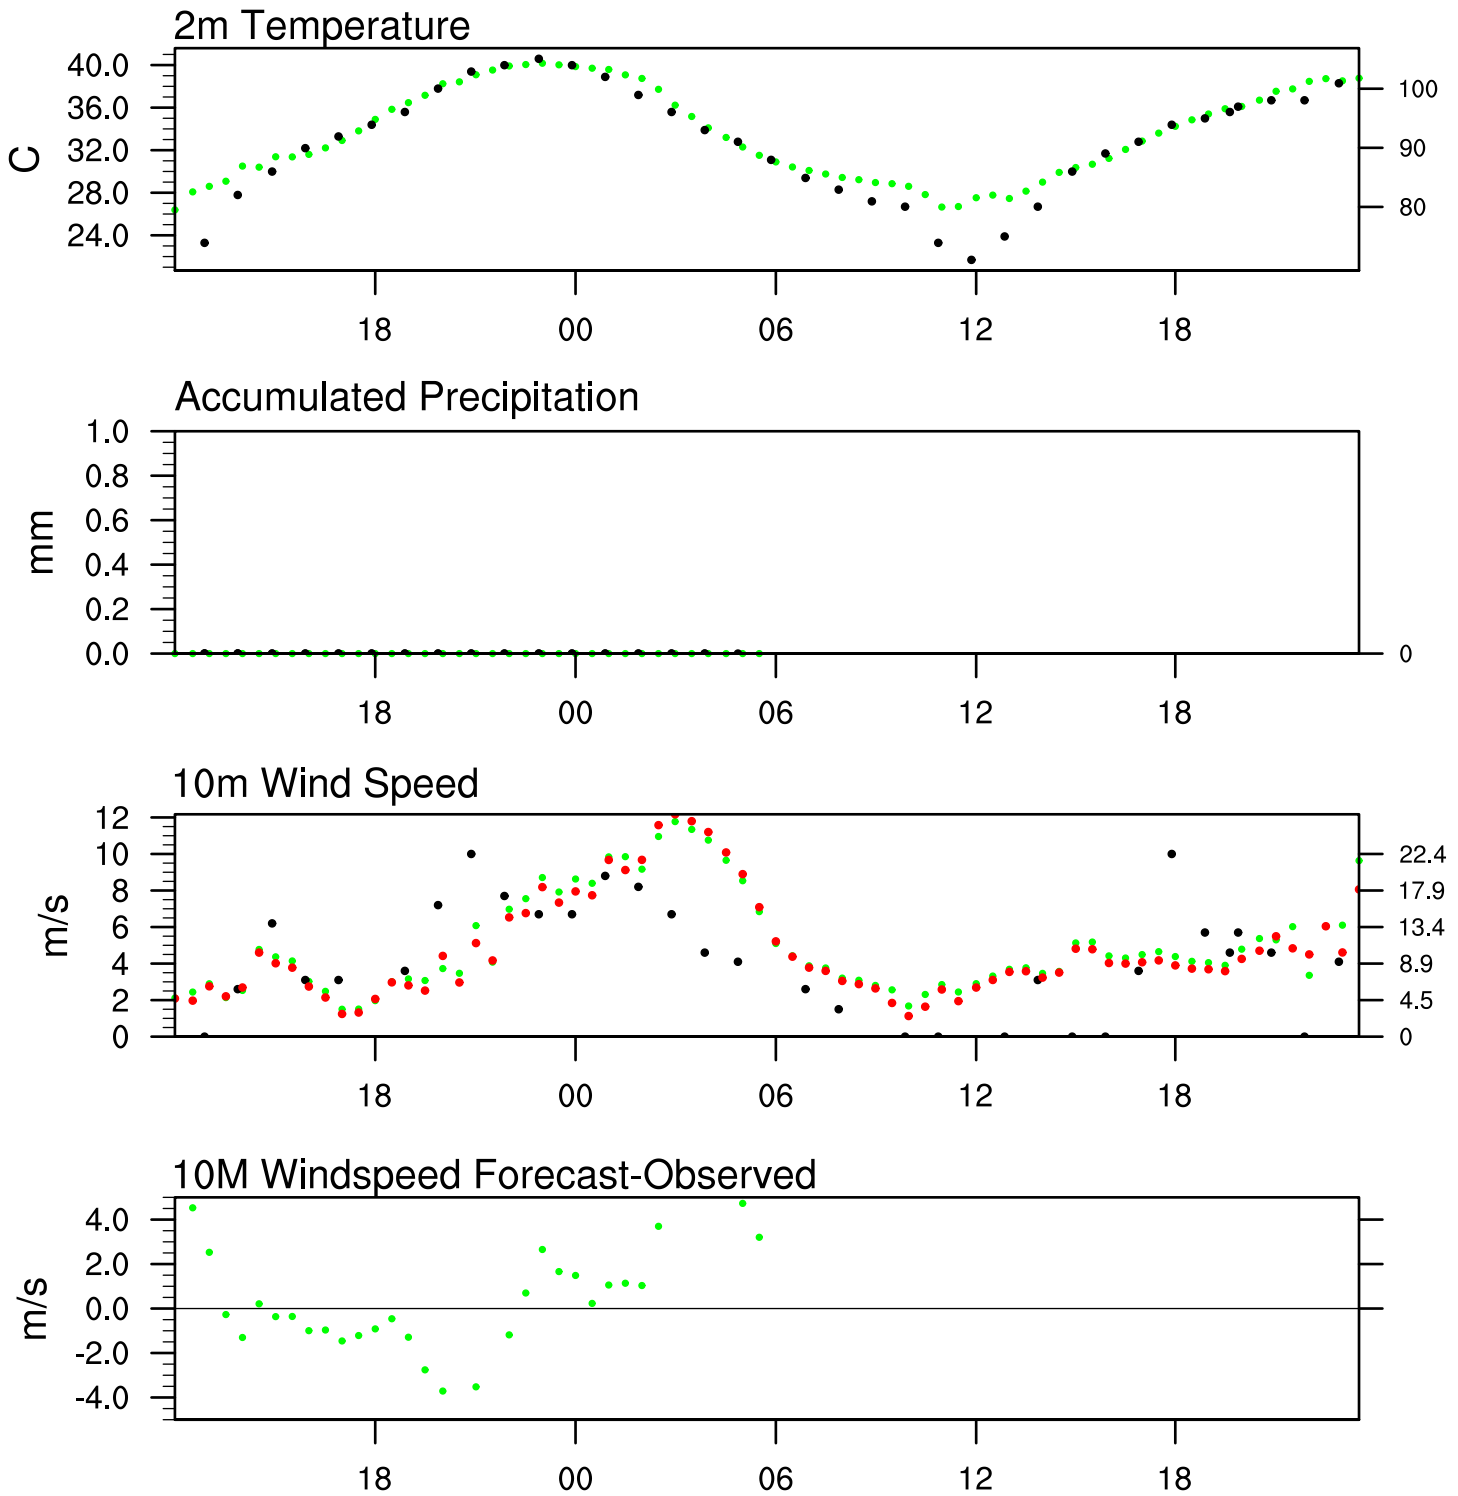 2m Temperature
40.0
36.0
32.0
28.0
24.0
C
100
90
80
18 00 06 12 18
Accumulated Precipitation
1.0
0.8
0.6
0.4
0.2
0.0
mm
0
18 00 06 12 18
10m Wind Speed
12
10
8
6
4
2
0
m/s
22.4
17.9
13.4
8.9
4.5
0
18 00 06 12 18
10M Windspeed Forecast-Observed
4.0
2.0
0.0
-2.0
-4.0
m/s
18 00 06 12 18